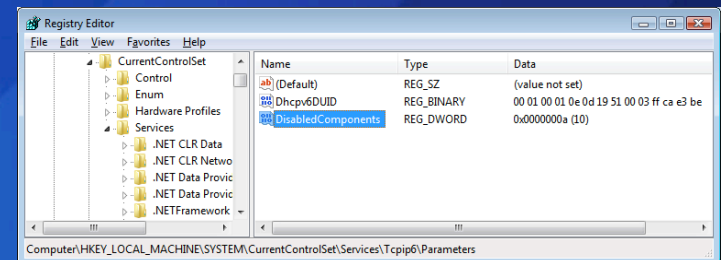 Registry Editor
File Edit View Favorites Help
CurrentControlSet
Control
Enum
Hardware Profiles
Services
.NET CLR Data
.NET CLR Netwo
.NET Data Provic
.NET Data Provic
.NETFramework
Name Type Data
(Default) REG_SZ (value not set)
Dhcpv6DUID REG_BINARY 00 01 00 01 0e 0d 19 51 00 03 ff ca e3 be
DisabledComponents REG_DWORD 0x0000000a (10)
Computer\HKEY_LOCAL_MACHINE\SYSTEM\CurrentControlSet\Services\Tcpip6\Parameters